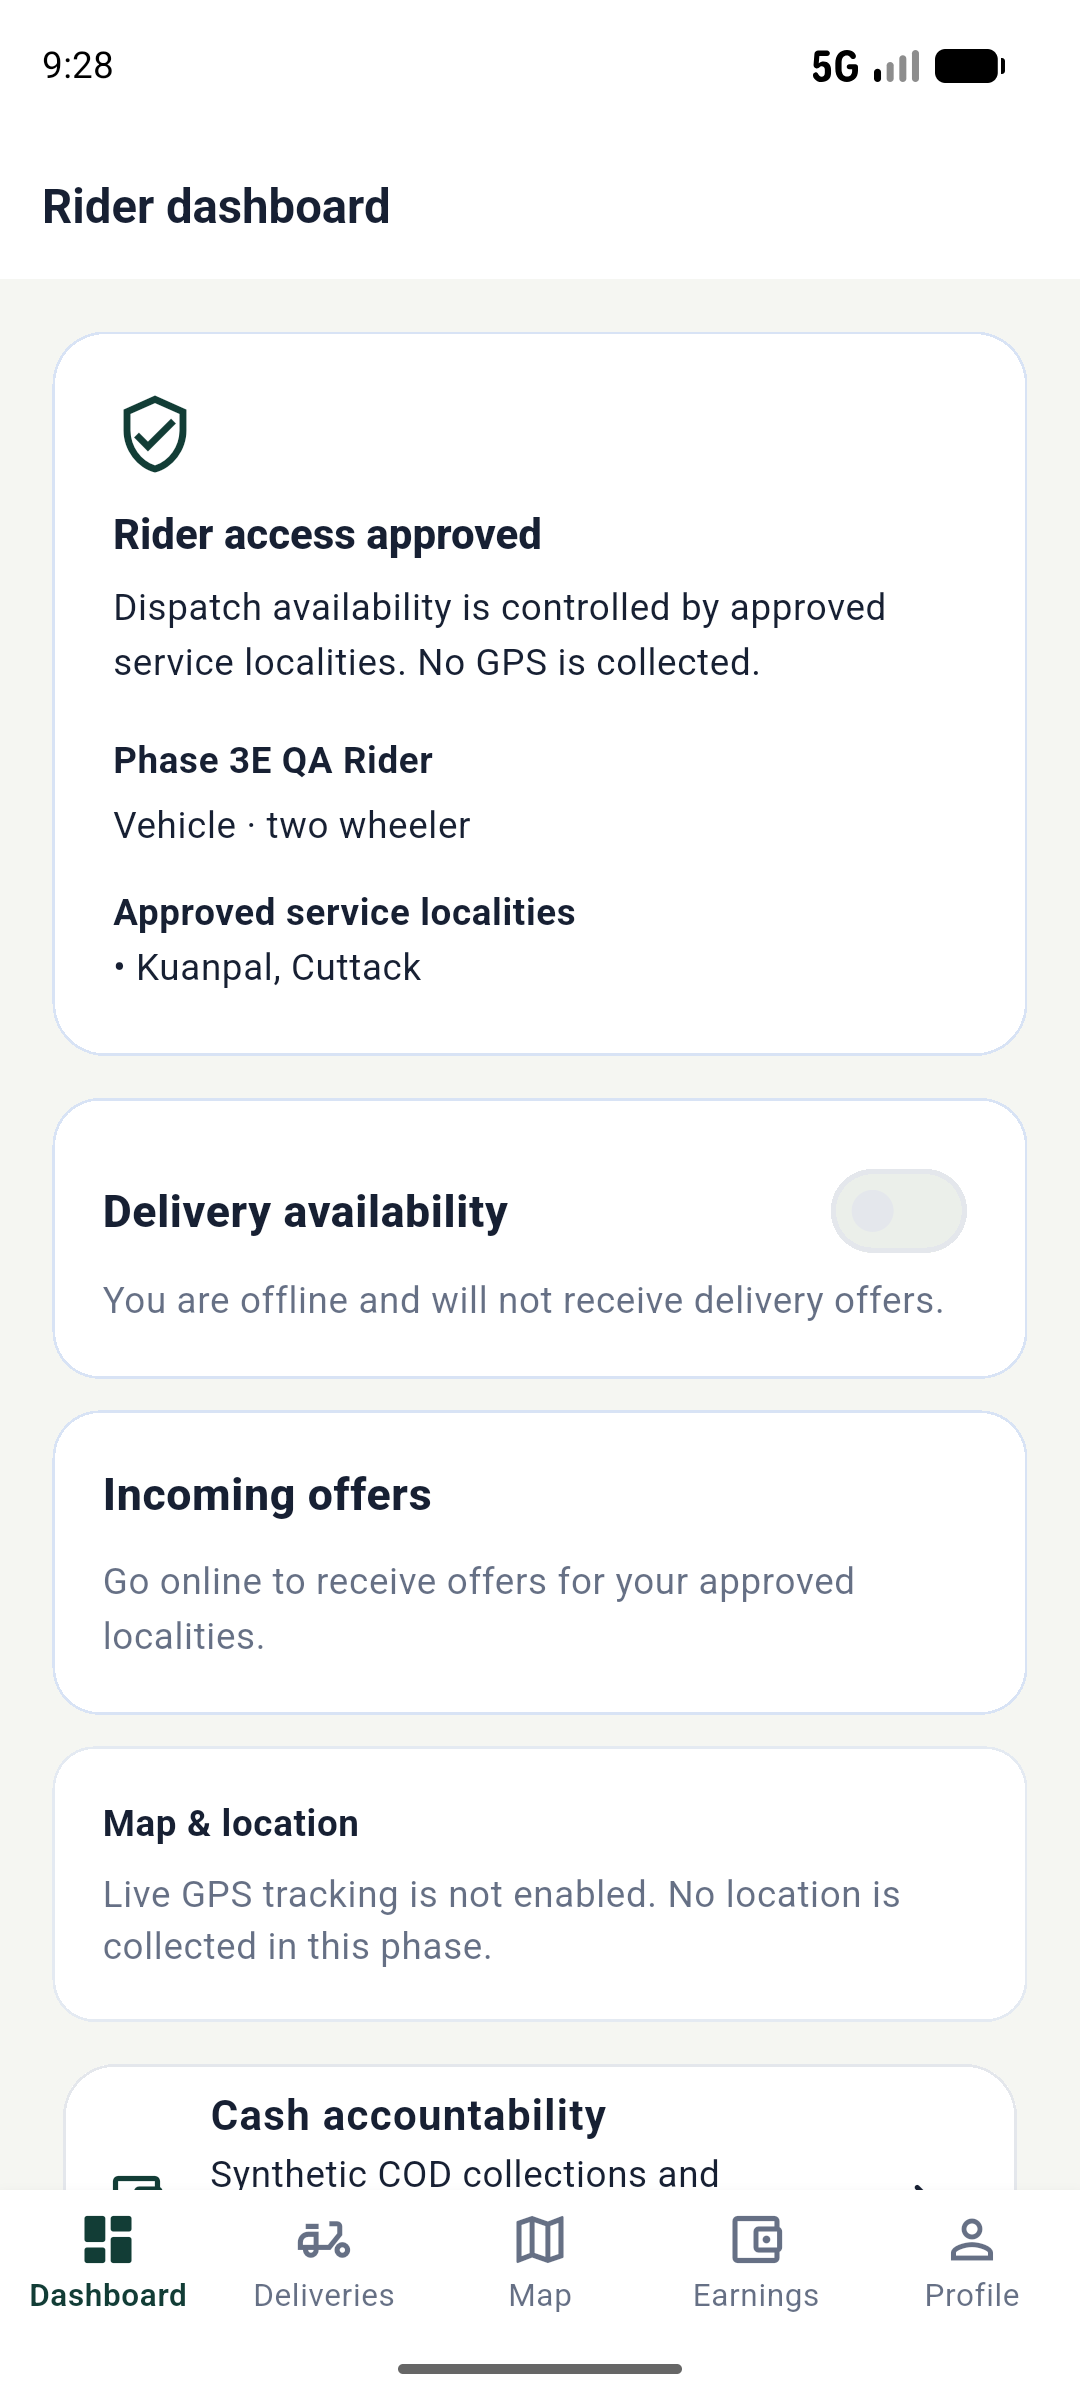 9:28
5G
Rider dashboard
Rider access approved
Dispatch availability is controlled by approved
service localities. No GPS is collected.
Phase 3E QA Rider
Vehicle · two wheeler
Approved service localities
• Kuanpal, Cuttack
Delivery availability
You are offline and will not receive delivery offers.
Incoming offers
Go online to receive offers for your approved
localities.
Map & location
Live GPS tracking is not enabled. No location is
collected in this phase.
Cash accountability
Synthetic COD collections and
Dashboard
Deliveries
Map
Earnings
Profile